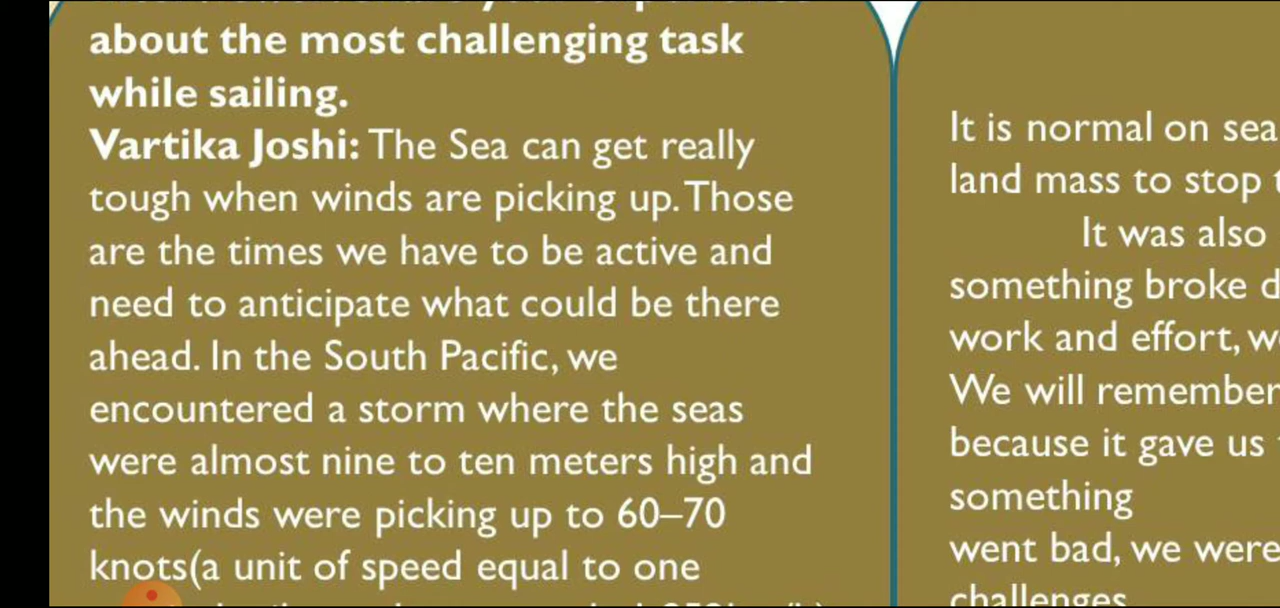 about the most challenging task
while sailing.
Vartika Joshi: The Sea can get really
tough when winds are picking up. Those
are the times we have to be active and
need to anticipate what could be there
ahead. In the South Pacific, we
encountered a storm where the seas
were almost nine to ten meters high and
the winds were picking up to 60–70
knots(a unit of speed equal to one
It is normal on sea
land mass to stop
It was also
something broke
work and effort,
We will remember
because it gave us
something
went bad, we were
challenges